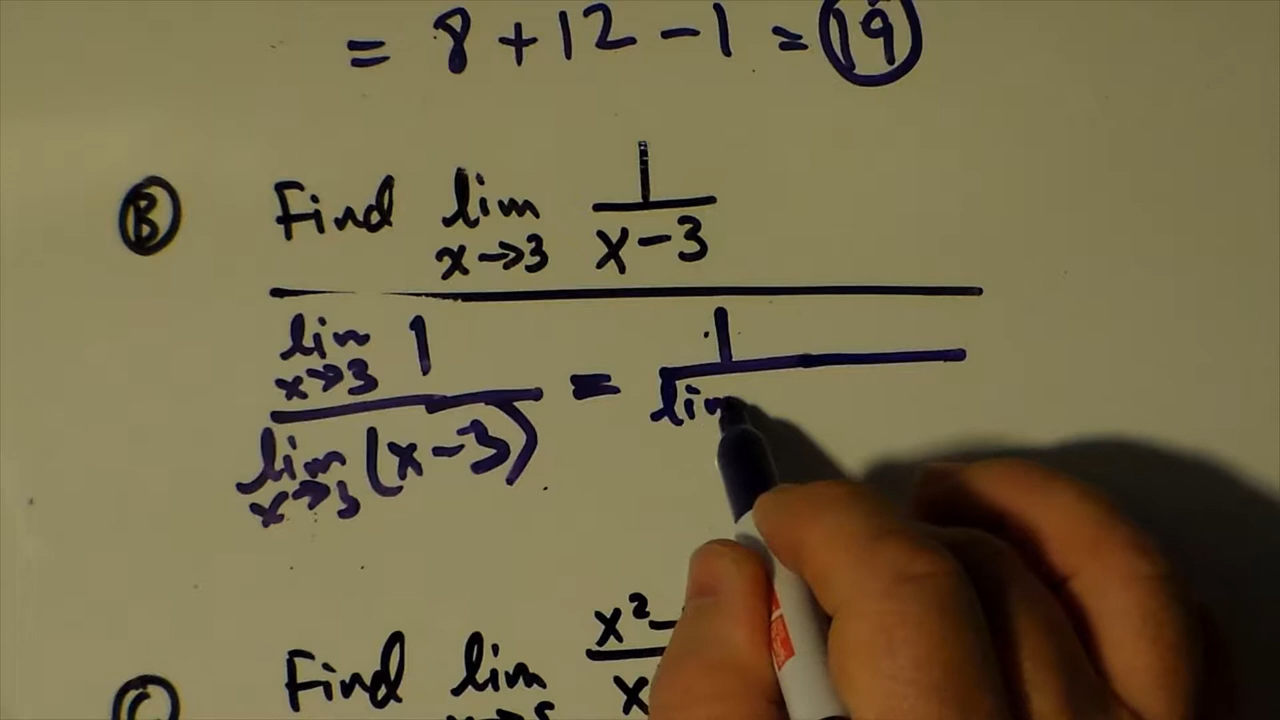 = 8 + 12 - 1 = 19
B Find lim x→3 1/(x-3)
lim x→3 1 / lim x→3 (x-3) = 1 / lim
C Find lim x² - / x